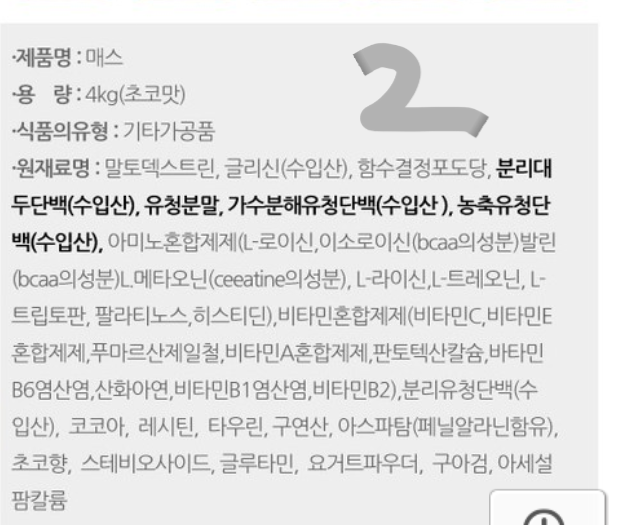 ·제품명 : 매스
2
·용 량 : 4kg(초코맛)
·식품의유형 : 기타가공품
·원재료명 : 말토덱스트린, 글리신(수입산), 함수결정포도당, 분리대
두단백(수입산), 유청분말, 가수분해유청단백(수입산 ), 농축유청단
백(수입산), 아미노혼합제제(L-로이신,이소로이신(bcaa의성분)발린
(bcaa의성분)L.메타오닌(ceeatine의성분), L-라이신,L-트레오닌, L-
트립토판, 팔라티노스,히스티딘),비타민혼합제제(비타민C,비타민E
혼합제제,푸마르산제일철,비타민A혼합제제,판토텍산칼슘,바타민
B6염산염,산화아연,비타민B1염산염,비타민B2),분리유청단백(수
입산), 코코아, 레시틴, 타우린, 구연산, 아스파탐(페닐알라닌함유),
초코향, 스테비오사이드, 글루타민, 요거트파우더, 구아검, 아세설
팜칼륨